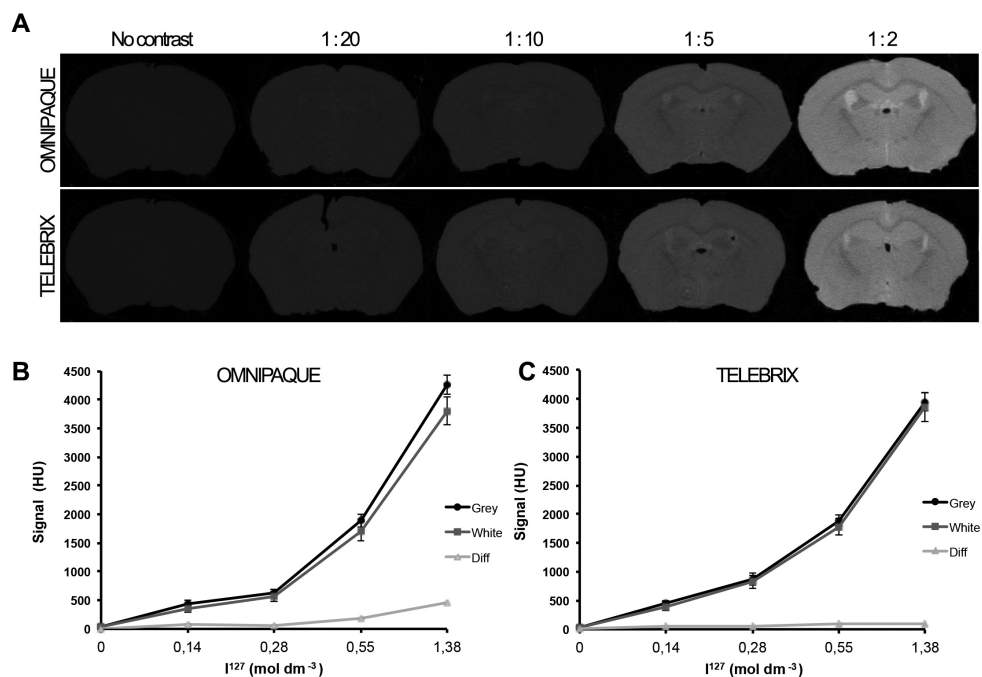 A
No contrast 1:20 1:10 1:5 1:2
OMNIPAQUE
TELEBRIX
B
OMNIPAQUE
4500
4000
3500
3000
2500
2000
1500
1000
500
0
Signal (HU)
0 0,14 0,28 0,55 1,38
I¹²⁷ (mol dm⁻³)
Grey
White
Diff
C
TELEBRIX
4500
4000
3500
3000
2500
2000
1500
1000
500
0
Signal (HU)
0 0,14 0,28 0,55 1,38
I¹²⁷ (mol dm⁻³)
Grey
White
Diff